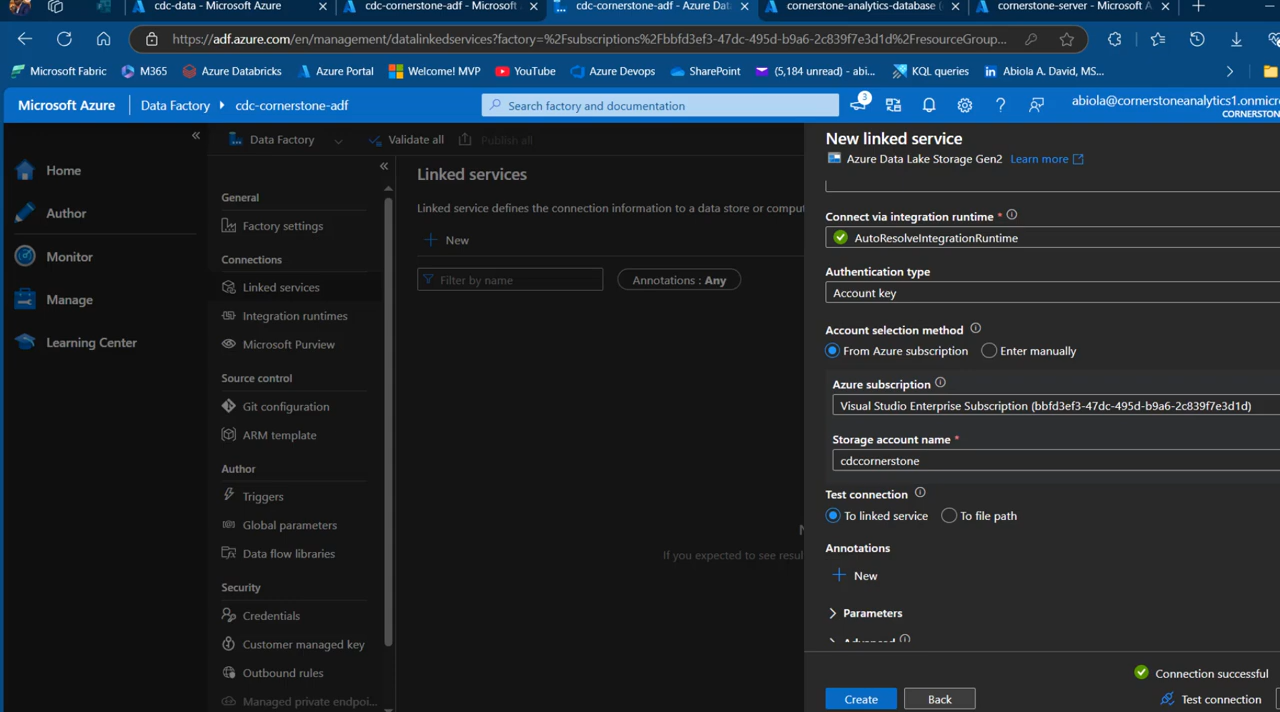 cdc-data - Microsoft Azure
cdc-cornerstone-adf - Microsoft
cdc-cornerstone-adf - Azure Data
cornerstone-analytics-database (
cornerstone-server - Microsoft A
https://adf.azure.com/en/management/datalinkedservices?factory=%2Fsubscriptions%2Fbbfd3ef3-47dc-495d-b9a6-2c839f7e3d1d%2FresourceGroup...
Microsoft Fabric
M365
Azure Databricks
Azure Portal
Welcome! MVP
YouTube
Azure Devops
SharePoint
(5,184 unread) - abi...
KQL queries
Abiola A. David, MS...
Microsoft Azure
Data Factory
cdc-cornerstone-adf
Search factory and documentation
3
abiola@cornerstoneanalytics1.onmicr
CORNERST
Home
Author
Monitor
Manage
Learning Center
Data Factory
Validate all
Publish all
General
Factory settings
Connections
Linked services
Integration runtimes
Microsoft Purview
Source control
Git configuration
ARM template
Author
Triggers
Global parameters
Data flow libraries
Security
Credentials
Customer managed key
Outbound rules
Managed private endpoi...
Linked services
Linked service defines the connection information to a data store or comput
New
Filter by name
Annotations : Any
If you expected to see resul
New linked service
Azure Data Lake Storage Gen2 Learn more
Connect via integration runtime *
AutoResolveIntegrationRuntime
Authentication type
Account key
Account selection method
From Azure subscription
Enter manually
Azure subscription
Visual Studio Enterprise Subscription (bbfd3ef3-47dc-495d-b9a6-2c839f7e3d1d)
Storage account name *
cdccornerstone
Test connection
To linked service
To file path
Annotations
New
Parameters
Advanced
Connection successful
Create
Back
Test connection